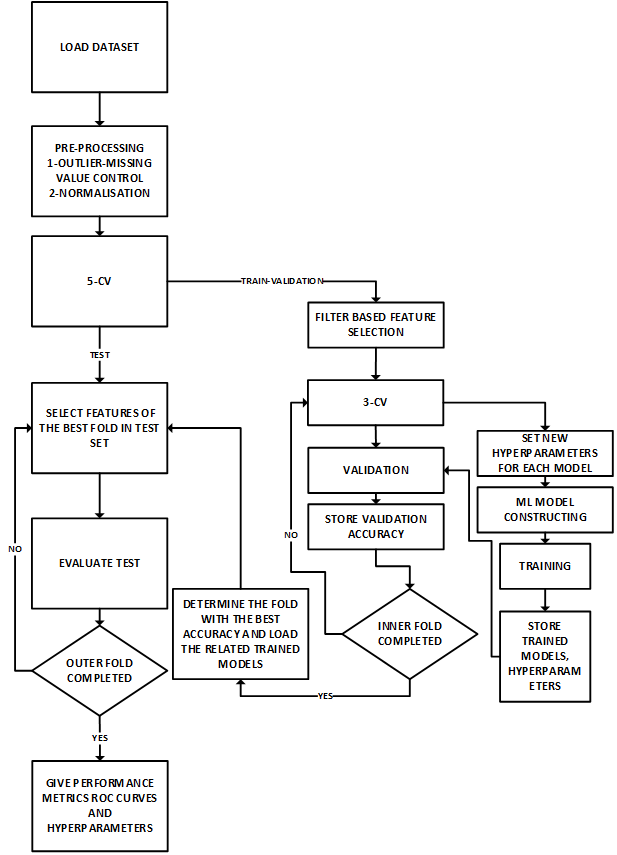 LOAD DATASET
PRE-PROCESSING
1-OUTLIER-MISSING
VALUE CONTROL
2-NORMALISATION
5-CV
TRAIN-VALIDATION
FILTER BASED FEATURE
SELECTION
TEST
SELECT FEATURES OF
THE BEST FOLD IN TEST
SET
3-CV
SET NEW
HYPERPARAMETERS
FOR EACH MODEL
VALIDATION
ML MODEL
CONSTRUCTING
STORE VALIDATION
ACCURACY
NO
NO
EVALUATE TEST
TRAINING
DETERMINE THE FOLD
WITH THE BEST
ACCURACY AND LOAD
THE RELATED TRAINED
MODELS
INNER FOLD
COMPLETED
STORE
TRAINED
MODELS,
HYPERPARAM
ETERS
OUTER FOLD
COMPLETED
YES
YES
GIVE PERFORMANCE
METRICS ROC CURVES
AND
HYPERPARAMETERS